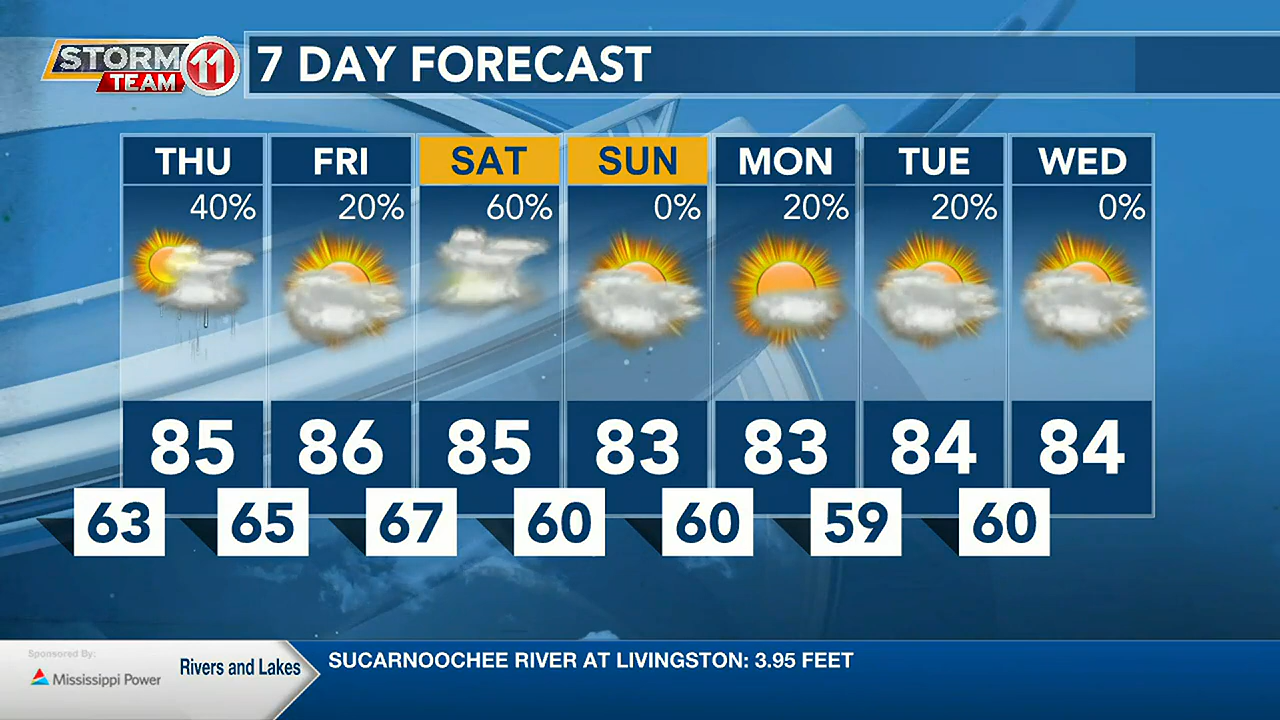 STORM
TEAM
11
7 DAY FORECAST
THU FRI SAT SUN MON TUE WED
40% 20% 60% 0% 20% 20% 0%
85 86 85 83 83 84 84
63 65 67 60 60 59 60
Sponsored By:
Mississippi Power
Rivers and Lakes
SUCARNOOCHEE RIVER AT LIVINGSTON: 3.95 FEET